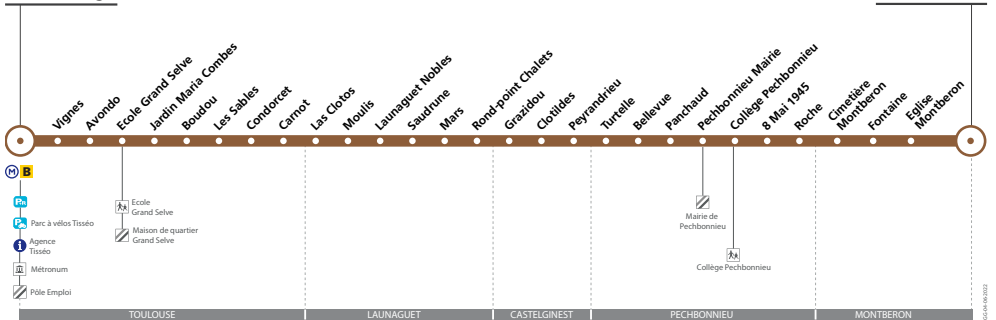 Vignes
Avondo
Ecole Grand Selve
Jardin Maria Combes
Boudou
Les Sables
Condorcet
Carnot
Las Clotos
Moulis
Launaguet Nobles
Saudrune
Mars
Rond-point Chalets
Grazidou
Clotildes
Peyrandrieu
Turtelle
Bellevue
Panchaud
Pechbonnieu Mairie
Collège Pechbonnieu
8 Mai 1945
Roche
Cimetière
Montberon
Fontaine
Eglise
Montberon
M B
Parc à vélos Tisséo
Agence
Tisséo
Métronum
Pôle Emploi
Ecole
Grand Selve
Maison de quartier
Grand Selve
Mairie de
Pechbonnieu
Collège Pechbonnieu
TOULOUSE
LAUNAGUET
CASTELGINEST
PECHBONNIEU
MONTBERON